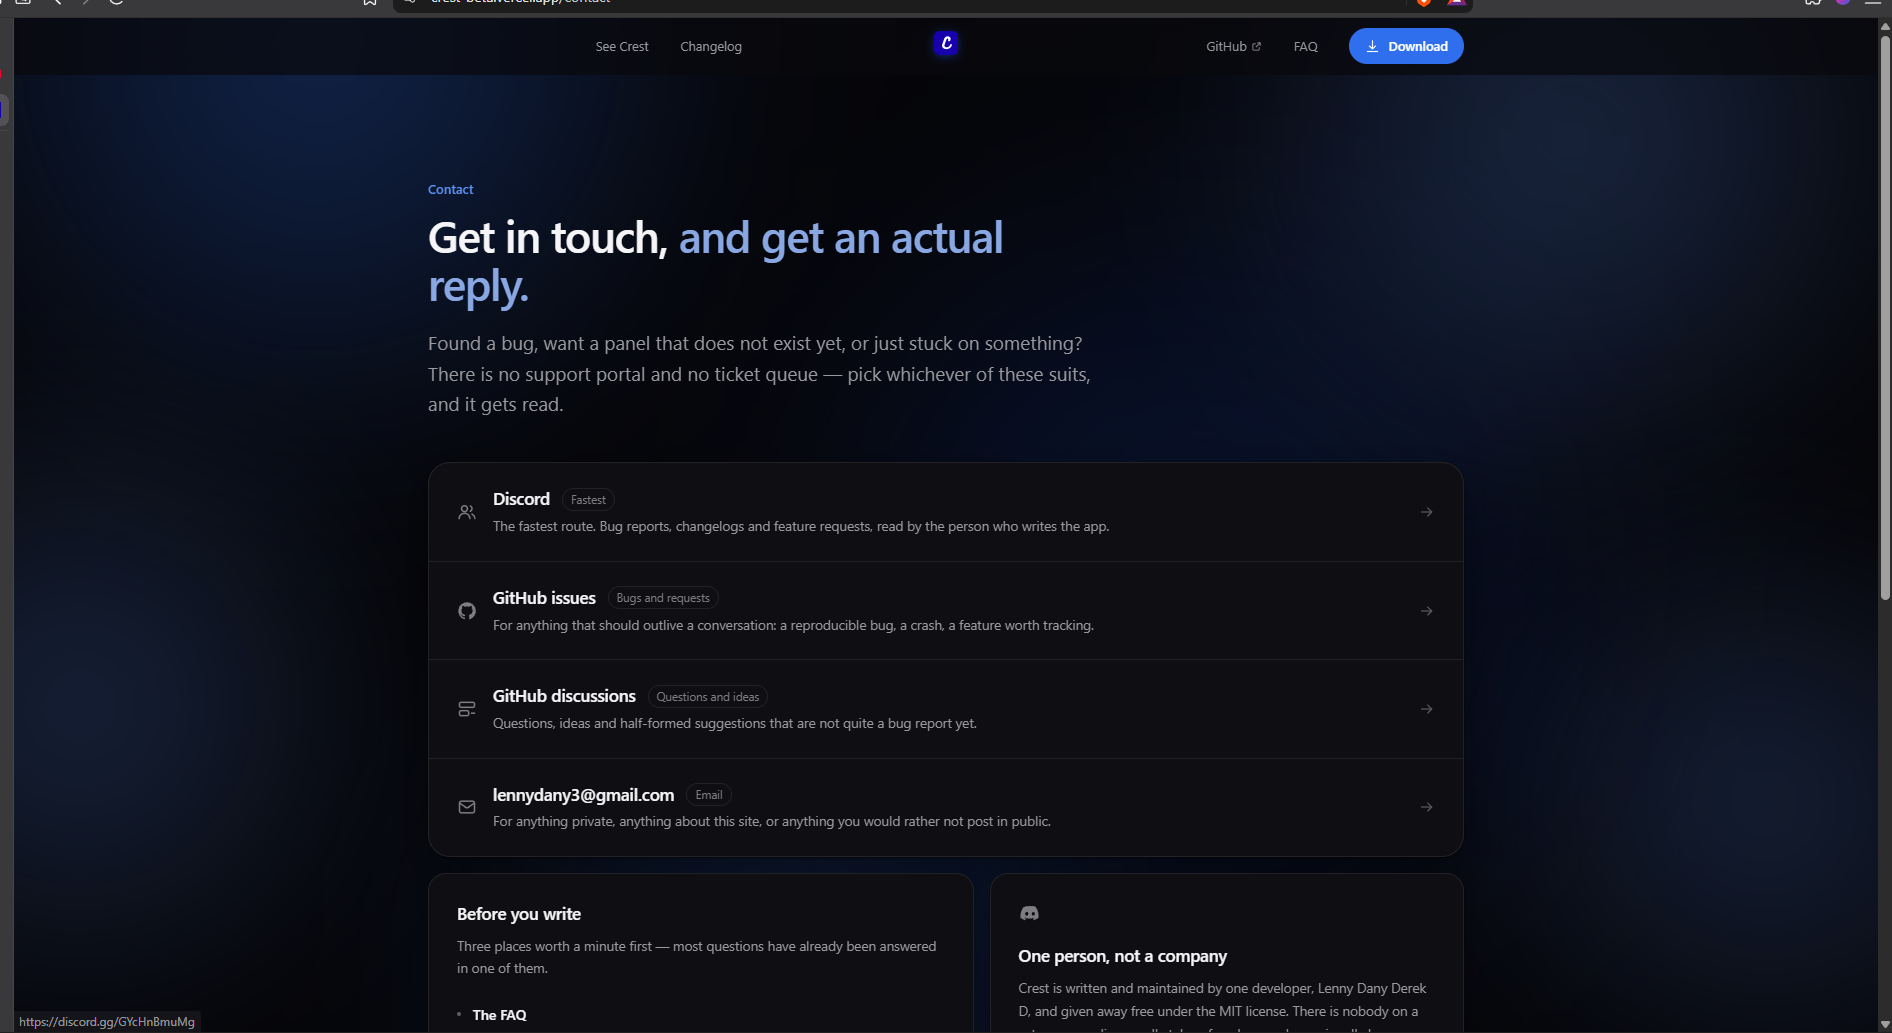 See Crest
Changelog
C
GitHub
FAQ
Download
Contact
Get in touch, and get an actual
reply.
Found a bug, want a panel that does not exist yet, or just stuck on something?
There is no support portal and no ticket queue — pick whichever of these suits,
and it gets read.
Discord Fastest
The fastest route. Bug reports, changelogs and feature requests, read by the person who writes the app.
GitHub issues Bugs and requests
For anything that should outlive a conversation: a reproducible bug, a crash, a feature worth tracking.
GitHub discussions Questions and ideas
Questions, ideas and half-formed suggestions that are not quite a bug report yet.
lennydany3@gmail.com Email
For anything private, anything about this site, or anything you would rather not post in public.
Before you write
Three places worth a minute first — most questions have already been answered
in one of them.
The FAQ
One person, not a company
Crest is written and maintained by one developer, Lenny Dany Derek
D, and given away free under the MIT license. There is nobody on a
https://discord.gg/GYcHnBmuMg